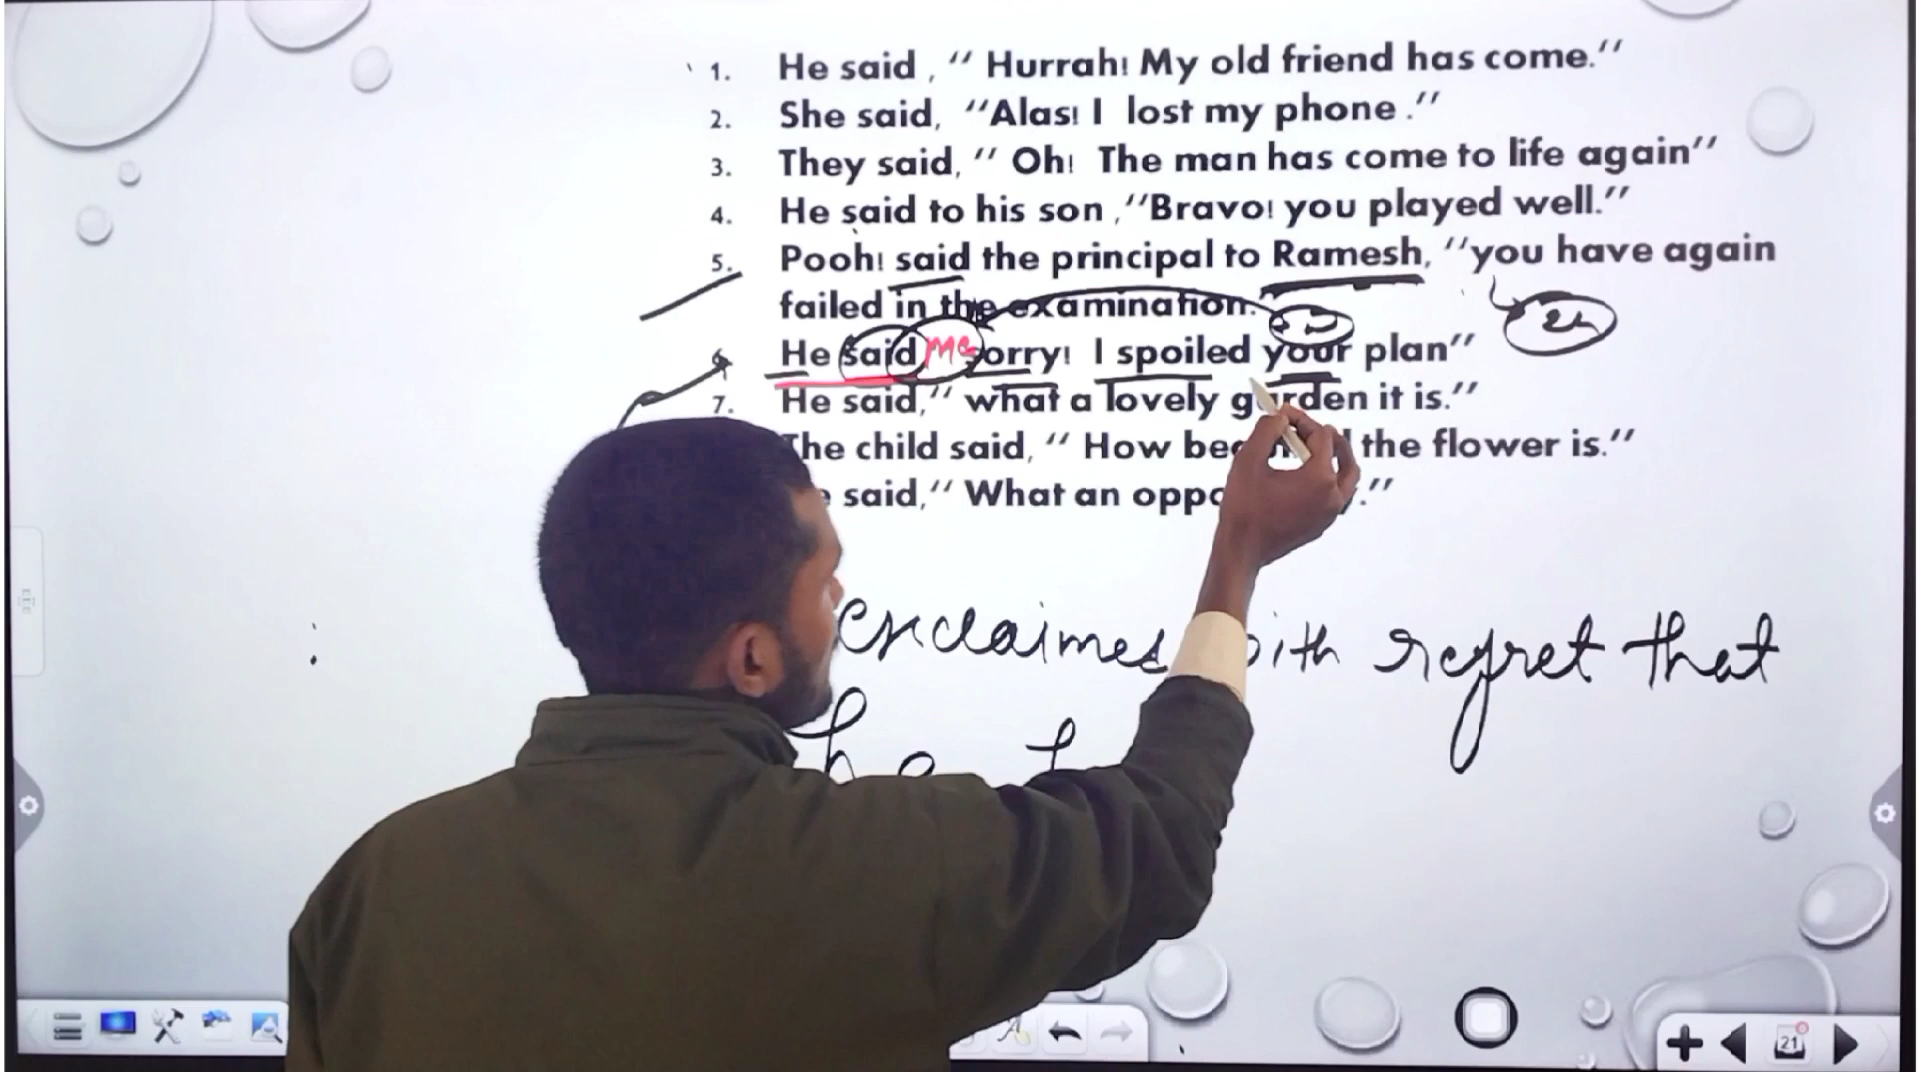 1. He said , “ Hurrah! My old friend has come.”
2. She said, “Alas! I lost my phone .”
3. They said, “ Oh! The man has come to life again”
4. He said to his son ,“Bravo! you played well.”
5. Pooh! said the principal to Ramesh, “you have again
failed in the examination.
He said me sorry! I spoiled your plan”
7. He said,“ what a lovely garden it is.”
The child said, “ How the flower is.”
said,“ What an
exclaimed with regret that
he
21